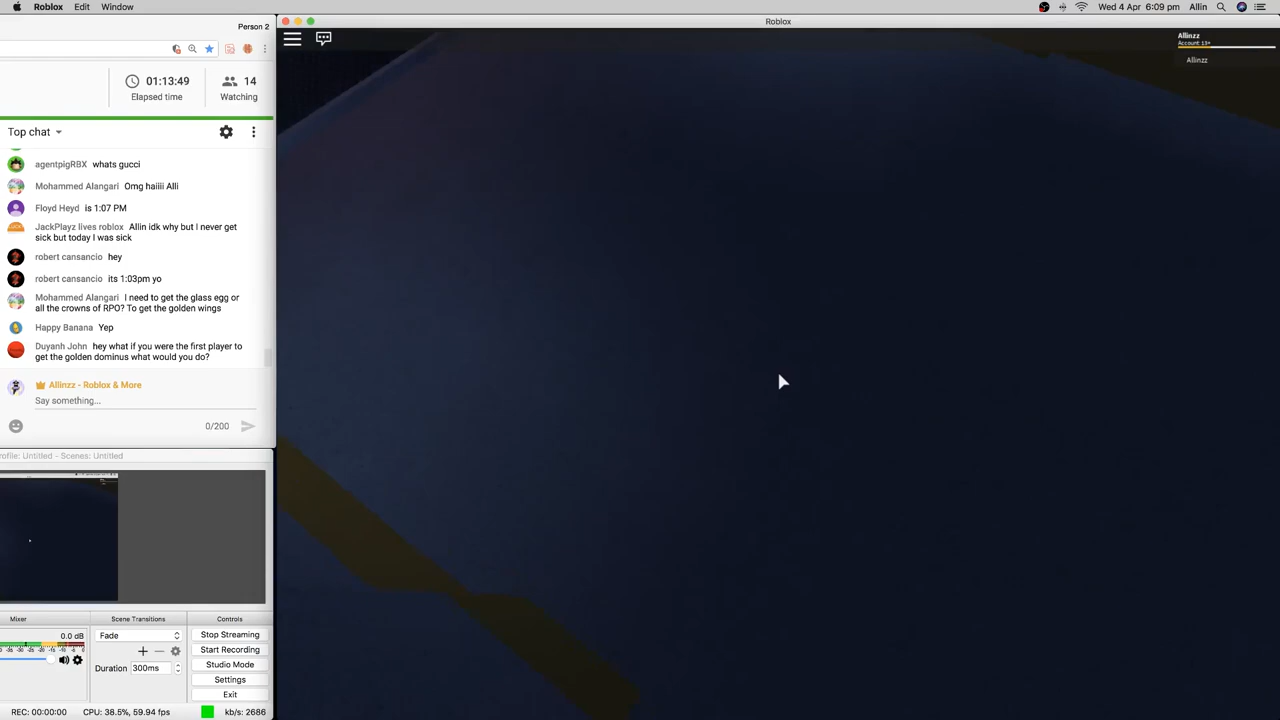 Roblox Edit Window
Wed 4 Apr 6:09 pm Allin
Person 2
Roblox
Allinzz
Account: 13+
Allinzz
01:13:49
Elapsed time
14
Watching
Top chat
agentpigRBX whats gucci
Mohammed Alangari Omg haiiii Alli
Floyd Heyd is 1:07 PM
JackPlayz lives roblox Allin idk why but I never get
sick but today I was sick
robert cansancio hey
robert cansancio its 1:03pm yo
Mohammed Alangari I need to get the glass egg or
all the crowns of RPO? To get the golden wings
Happy Banana Yep
Duyanh John hey what if you were the first player to
get the golden dominus what would you do?
Allinzz - Roblox & More
Say something...
0/200
rofile: Untitled - Scenes: Untitled
Mixer
Scene Transitions
Controls
0.0 dB
Fade
Duration 300ms
Stop Streaming
Start Recording
Studio Mode
Settings
Exit
REC: 00:00:00
CPU: 38.5%, 59.94 fps
kb/s: 2686